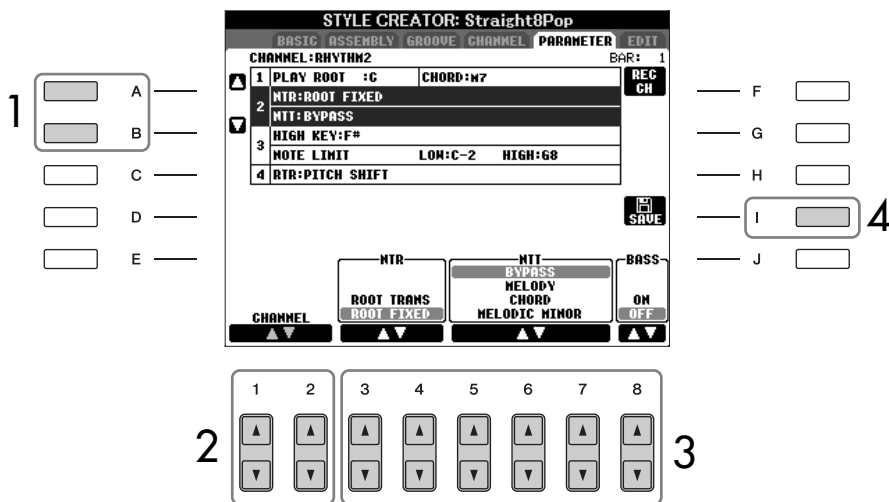 STYLE CREATOR: Straight8Pop
BASIC ASSEMBLY GROOVE CHANNEL PARAMETER EDIT
CHANNEL:RHYTHM2 BAR: 1
1 PLAY ROOT :C CHORD:M7
REC CH
2 NTR:ROOT FIXED
NTT:BYPASS
3 HIGH KEY:F#
NOTE LIMIT LOW:C-2 HIGH:G8
4 RTR:PITCH SHIFT
SAVE
NTR NTT BASS
BYPASS
MELODY
ROOT TRANS CHORD ON
CHANNEL ROOT FIXED MELODIC MINOR OFF
1
A
B
C
D
E
F
G
H
I
J
4
1 2 3 4 5 6 7 8
2
3